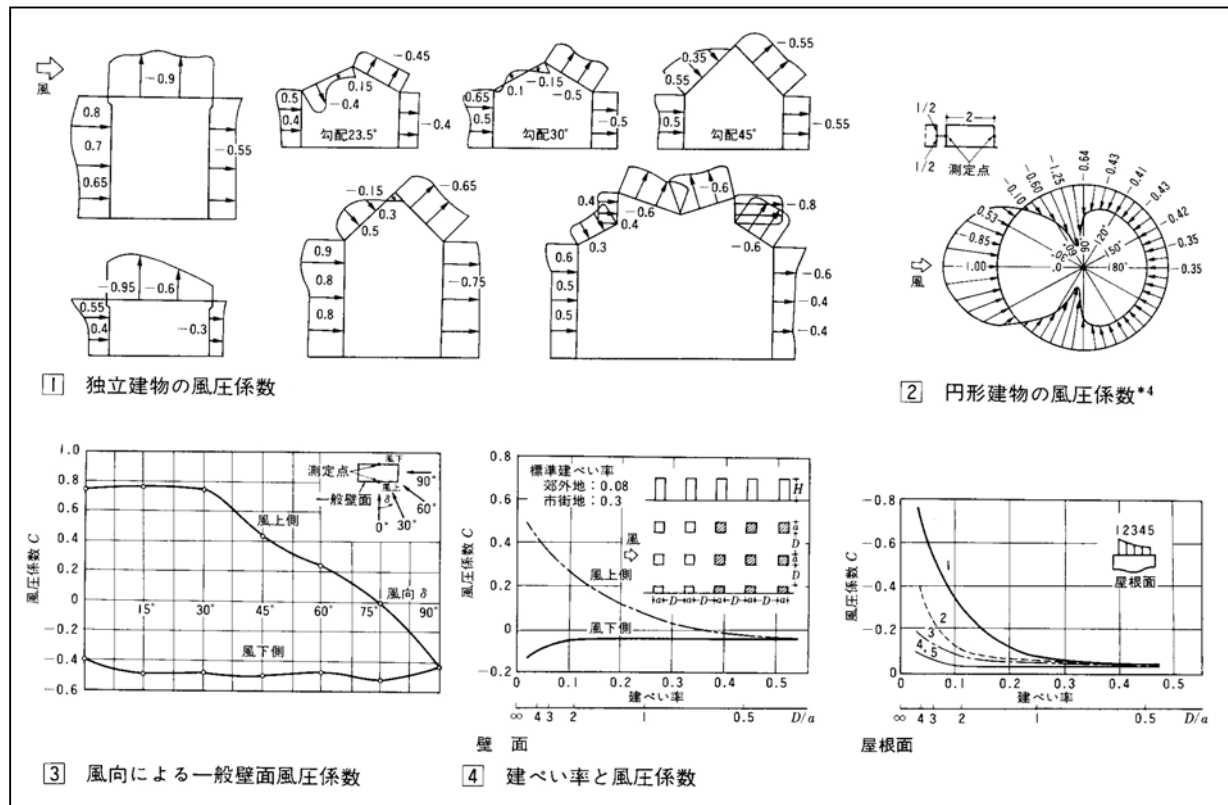 風
-0.9
0.8
0.7
0.65
-0.55
-0.45
0.15
-0.4
0.5
0.4
-0.4
勾配23.5°
0.1
-0.15
-0.5
0.65
-0.5
-0.5
勾配30°
-0.55
0.35
0.55
-0.55
勾配45°
0.55
0.4
-0.95
-0.6
-0.3
-0.15
0.3
0.5
-0.65
0.9
0.8
0.8
-0.75
0.4
0.4
0.3
-0.6
-0.6
-0.8
-0.6
0.6
0.5
0.5
-0.6
-0.4
-0.4
1 独立建物の風圧係数
1/2
1/2
2
測定点
-0.10
-0.60
-1.25
-0.64
-0.43
-0.41
-0.43
-0.42
-0.35
-0.35
0.53
-0.85
-1.00
0°
30°
60°
90°
120°
150°
180°
風
2 円形建物の風圧係数*4
風圧係数 C
1.0
0.8
0.6
0.4
0.2
0
-0.2
-0.4
-0.6
15°
30°
45°
60°
75°
90°
風向 δ
風上側
風下側
測定点
一般壁面
風下
風上
δ
0°
30°
60°
90°
3 風向による一般壁面風圧係数
風圧係数 C
0.8
0.6
0.4
0.2
0
-0.2
標準建ぺい率
郊外地：0.08
市街地：0.3
風
H
a
D
a
D
a D a D a D a D a
風上側
風下側
0 0.1 0.2 0.3 0.4 0.5
建ぺい率
∞ 4 3 2 1 0.5 D/a
壁 面
風圧係数 C
-0.8
-0.6
-0.4
-0.2
0
1
2
3
4, 5
12345
屋根面
0 0.1 0.2 0.3 0.4 0.5
建ぺい率
∞ 4 3 2 1 0.5 D/a
屋根面
4 建ぺい率と風圧係数